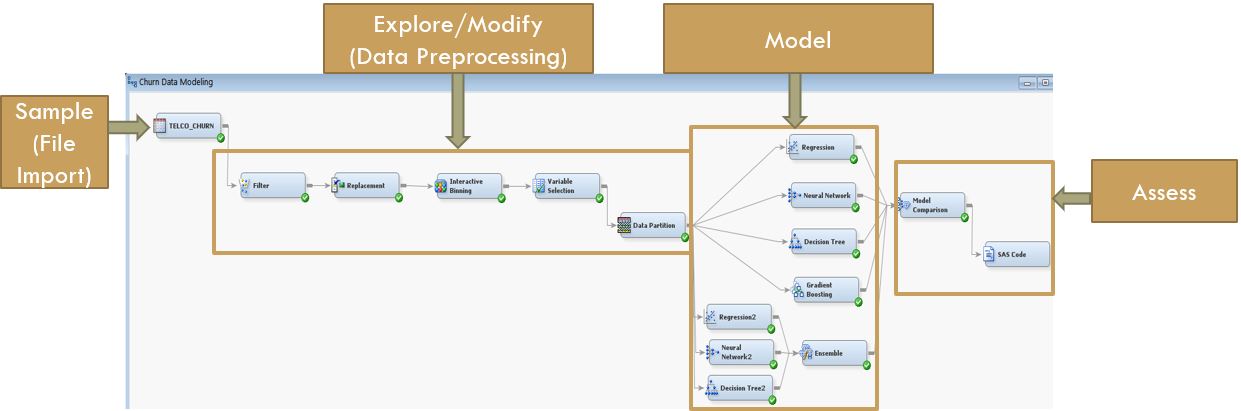 Explore/Modify
(Data Preprocessing)
Model
Sample
(File
Import)
Assess
Churn Data Modeling
TELCO_CHURN
Filter
Replacement
Interactive
Binning
Variable
Selection
Data Partition
Regression
Neural Network
Decision Tree
Gradient
Boosting
Regression2
Neural
Network2
Decision Tree2
Ensemble
Model
Comparison
SAS Code